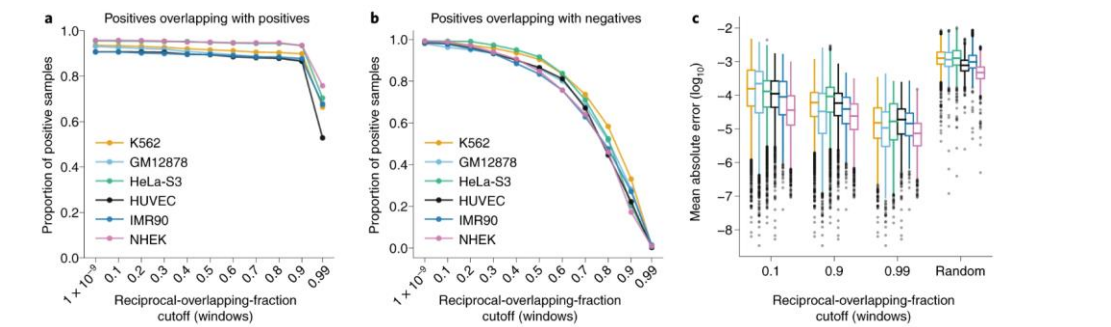 a Positives overlapping with positives
Proportion of positive samples
1.0
0.8
0.6
0.4
0.2
0.0
K562
GM12878
HeLa-S3
HUVEC
IMR90
NHEK
1 × 10⁻⁹ 0.1 0.2 0.3 0.4 0.5 0.6 0.7 0.8 0.9 0.99
Reciprocal-overlapping-fraction
cutoff (windows)
b Positives overlapping with negatives
Proportion of positive samples
1.0
0.8
0.6
0.4
0.2
0.0
K562
GM12878
HeLa-S3
HUVEC
IMR90
NHEK
1 × 10⁻⁹ 0.1 0.2 0.3 0.4 0.5 0.6 0.7 0.8 0.9 0.99
Reciprocal-overlapping-fraction
cutoff (windows)
c
Mean absolute error (log₁₀)
−2
−3
−4
−5
−6
−7
−8
0.1 0.9 0.99 Random
Reciprocal-overlapping-fraction
cutoff (windows)